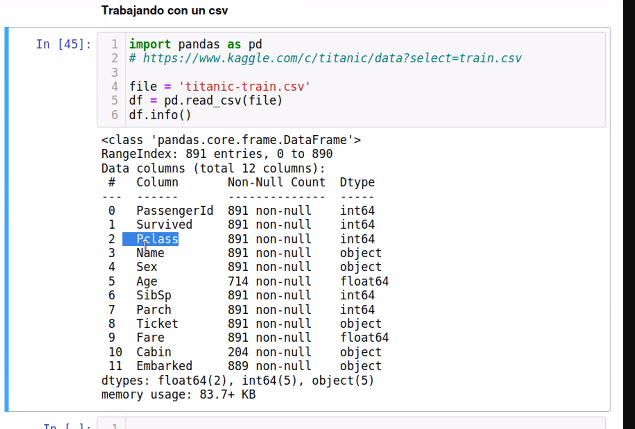 Trabajando con un csv
In [45]:
1 import pandas as pd
2 # https://www.kaggle.com/c/titanic/data?select=train.csv
3
4 file = 'titanic-train.csv'
5 df = pd.read_csv(file)
6 df.info()
<class 'pandas.core.frame.DataFrame'>
RangeIndex: 891 entries, 0 to 890
Data columns (total 12 columns):
# Column Non-Null Count Dtype
--- ------ -------------- -----
0 PassengerId 891 non-null int64
1 Survived 891 non-null int64
2 Pclass 891 non-null int64
3 Name 891 non-null object
4 Sex 891 non-null object
5 Age 714 non-null float64
6 SibSp 891 non-null int64
7 Parch 891 non-null int64
8 Ticket 891 non-null object
9 Fare 891 non-null float64
10 Cabin 204 non-null object
11 Embarked 889 non-null object
dtypes: float64(2), int64(5), object(5)
memory usage: 83.7+ KB
In [ ]: 1